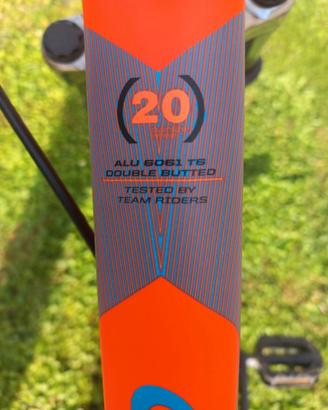 (20)
ALU 6061 T6
DOUBLE BUTTED
TESTED BY
TEAM RIDERS